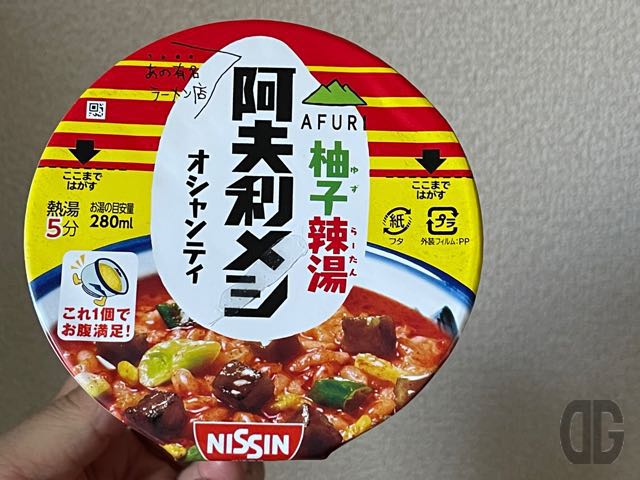 あの有名
ラーメン店
阿夫利メシ
オシャンティ
AFURI
柚子辣湯
ゆず
らーたん
ここまで
はがす
ここまで
はがす
熱湯
5分
お湯の目安量
280ml
紙
フタ
プラ
外装フィルム:PP
これ1個で
お腹満足!
NISSIN
DG